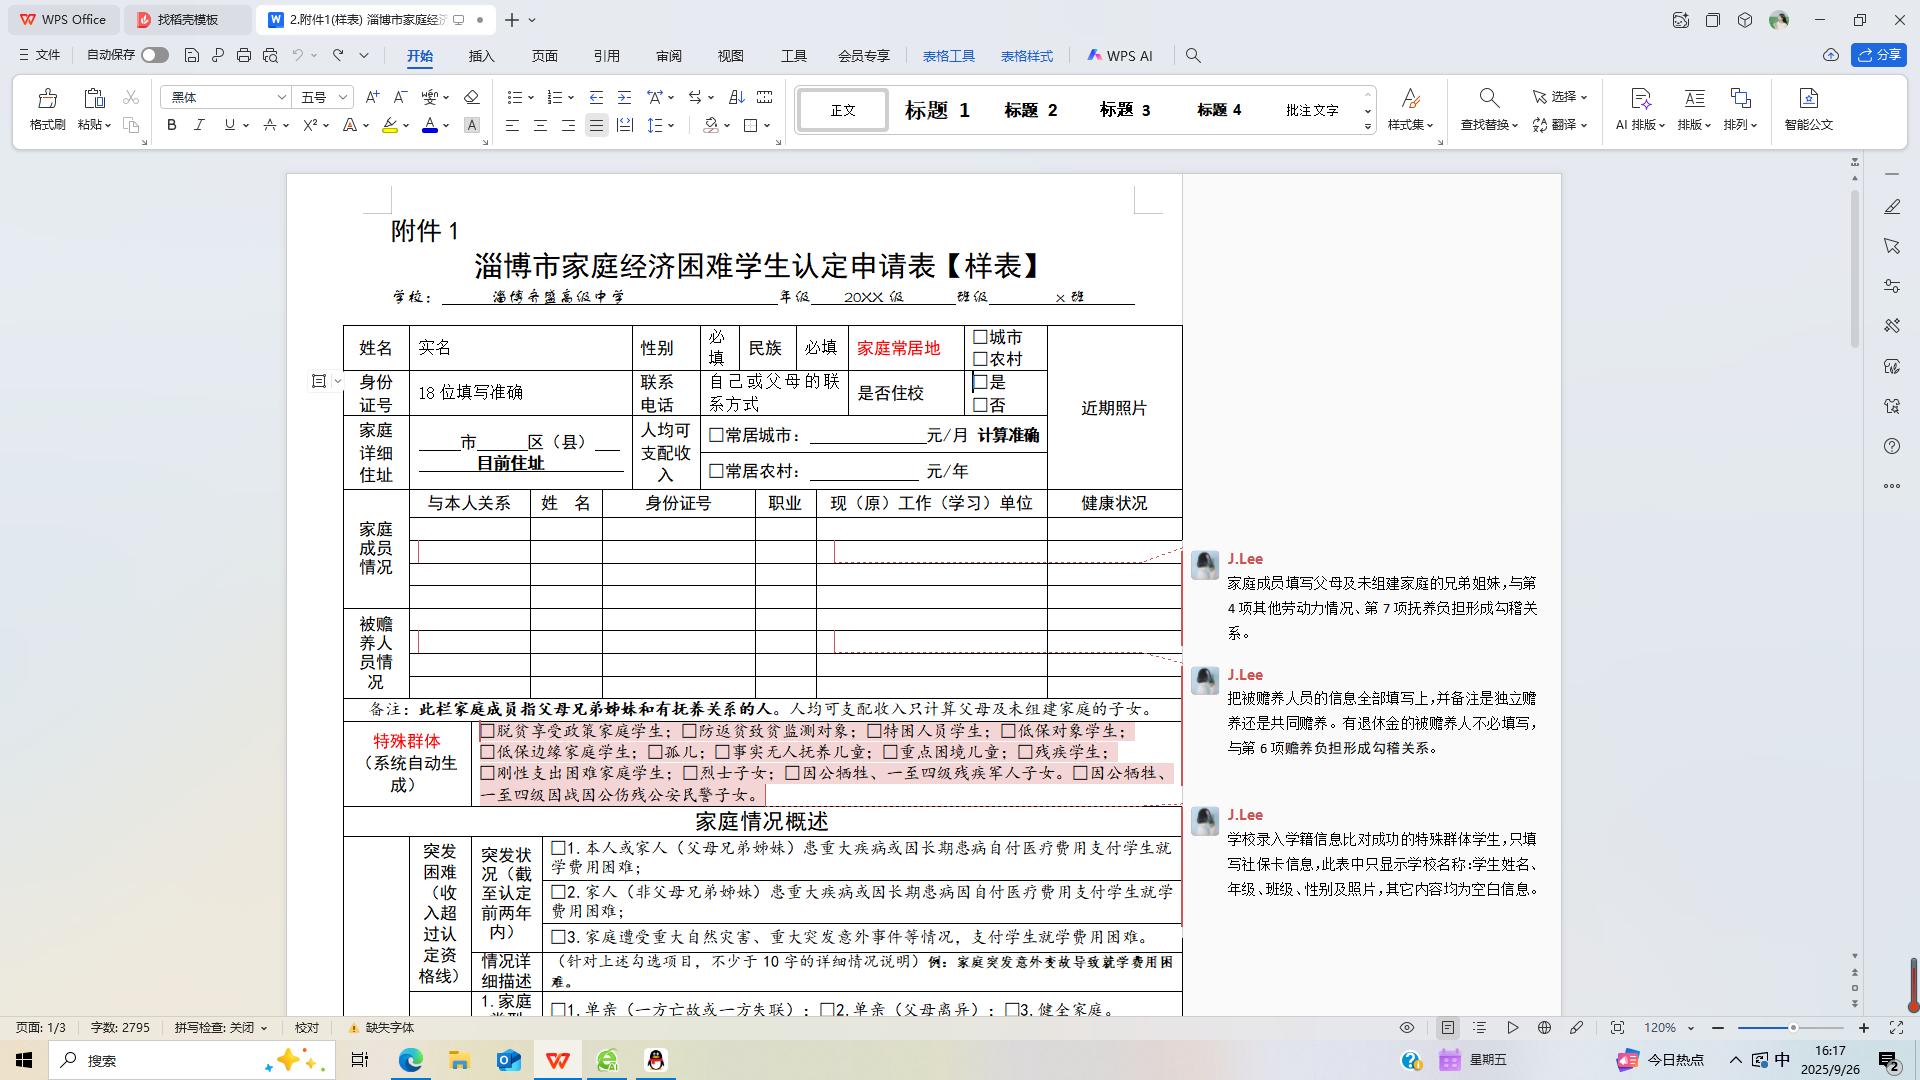 WPS Office
找稻壳模板
2.附件1(样表) 淄博市家庭经济
文件
自动保存
开始
插入
页面
引用
审阅
视图
工具
会员专享
表格工具
表格样式
WPS AI
分享
格式刷
粘贴
黑体
五号
正文
标题 1
标题 2
标题 3
标题 4
批注文字
样式集
查找替换
选择
翻译
AI 排版
排版
排列
智能公文
附件 1
淄博市家庭经济困难学生认定申请表【样表】
学校： 淄博齐盛高级中学 年级 20XX 级 班级 x 班
姓名 实名 性别 必填 民族 必填 家庭常居地 □城市 □农村 近期照片
身份证号 18 位填写准确 联系电话 自己或父母的联系方式 是否住校 □是 □否
家庭详细住址 市 区（县） 目前住址 人均可支配收入 □常居城市： 元/月 计算准确
□常居农村： 元/年
家庭成员情况 与本人关系 姓 名 身份证号 职业 现（原）工作（学习）单位 健康状况
被赡养人员情况
备注：此栏家庭成员指父母兄弟姊妹和有抚养关系的人。人均可支配收入只计算父母及未组建家庭的子女。
特殊群体（系统自动生成）
□脱贫享受政策家庭学生；□防返贫致贫监测对象；□特困人员学生；□低保对象学生；
□低保边缘家庭学生；□孤儿；□事实无人抚养儿童；□重点困境儿童；□残疾学生；
□刚性支出困难家庭学生；□烈士子女；□因公牺牲、一至四级残疾军人子女。□因公牺牲、
一至四级因战因公伤残公安民警子女。
家庭情况概述
突发困难（收入超过认定资格线）
突发状况（截至认定前两年内）
□1.本人或家人（父母兄弟姊妹）患重大疾病或因长期患病自付医疗费用支付学生就
学费用困难；
□2.家人（非父母兄弟姊妹）患重大疾病或因长期患病因自付医疗费用支付学生就学
费用困难；
□3.家庭遭受重大自然灾害、重大突发意外事件等情况，支付学生就学费用困难。
情况详细描述
（针对上述勾选项目，不少于 10 字的详细情况说明）例：家庭突发意外变故导致就学费用困
难。
1.家庭
□1.单亲（一方亡故或一方失联）；□2.单亲（父母离异）；□3.健全家庭。
J.Lee
家庭成员填写父母及未组建家庭的兄弟姐妹，与第
4 项其他劳动力情况、第 7 项抚养负担形成勾稽关
系。
J.Lee
把被赡养人员的信息全部填写上，并备注是独立赡
养还是共同赡养。有退休金的被赡养人不必填写，
与第 6 项赡养负担形成勾稽关系。
J.Lee
学校录入学籍信息比对成功的特殊群体学生，只填
写社保卡信息，此表中只显示学校名称：学生姓名、
年级、班级、性别及照片，其它内容均为空白信息。
页面: 1/3
字数: 2795
拼写检查: 关闭
校对
缺失字体
120%
搜索
星期五
今日热点
中
16:17
2025/9/26
2